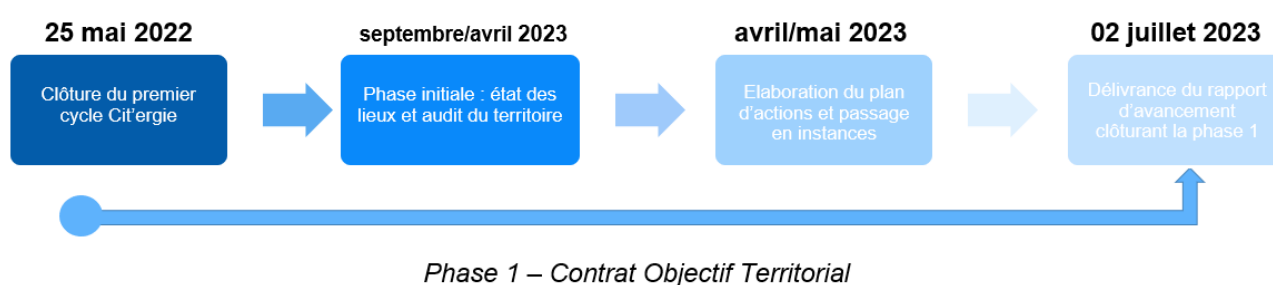 25 mai 2022
septembre/avril 2023
avril/mai 2023
02 juillet 2023
Clôture du premier
cycle Cit'ergie
Phase initiale : état des
lieux et audit du territoire
Elaboration du plan
d'actions et passage
en instances
Délivrance du rapport
d'avancement
clôturant la phase 1
Phase 1 – Contrat Objectif Territorial